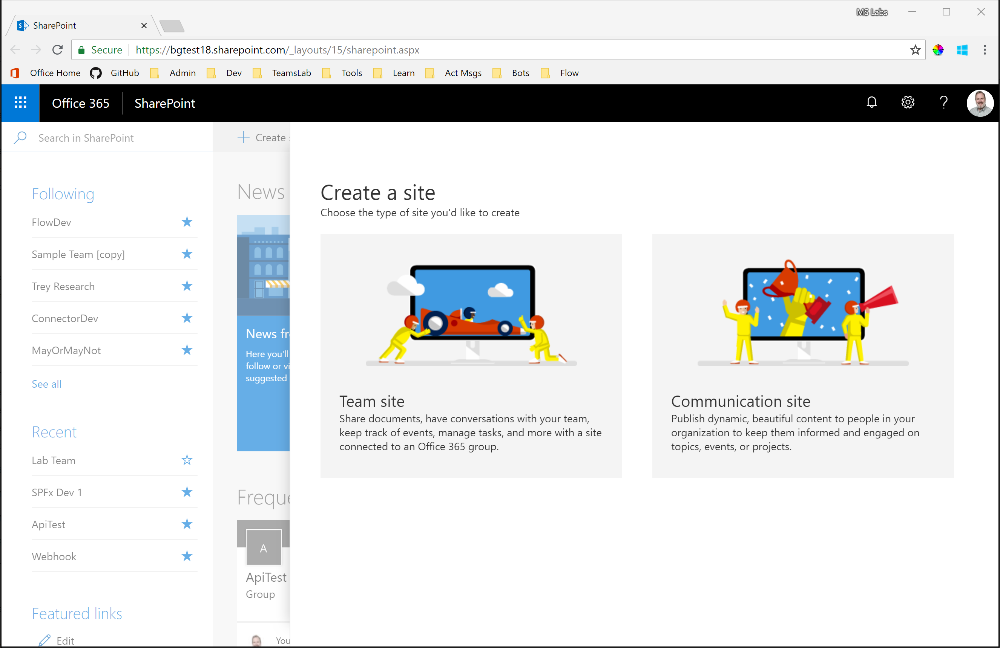 MS Labs
SharePoint
Secure
https://bgtest18.sharepoint.com/_layouts/15/sharepoint.aspx
Office Home
GitHub
Admin
Dev
TeamsLab
Tools
Learn
Act Msgs
Bots
Flow
Office 365
SharePoint
?
Search in SharePoint
Following
FlowDev
Sample Team [copy]
Trey Research
ConnectorDev
MayOrMayNot
See all
Recent
Lab Team
SPFx Dev 1
ApiTest
Webhook
Featured links
Edit
Create
News
News fr
Here you'll
follow or vi
suggested
Freque
A
ApiTest
Group
You
Create a site
Choose the type of site you'd like to create
Team site
Share documents, have conversations with your team,
keep track of events, manage tasks, and more with a site
connected to an Office 365 group.
Communication site
Publish dynamic, beautiful content to people in your
organization to keep them informed and engaged on
topics, events, or projects.